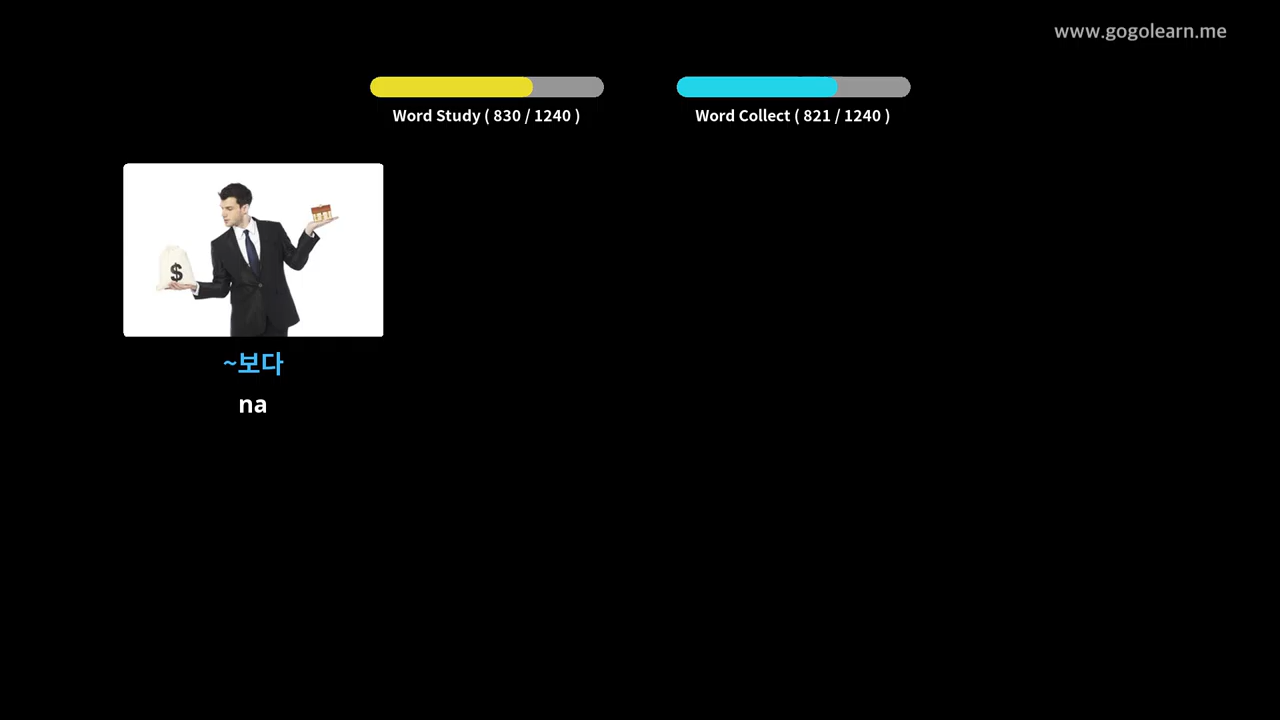 www.gogolearn.me
Word Study ( 830 / 1240 )
Word Collect ( 821 / 1240 )
$
~보다
na